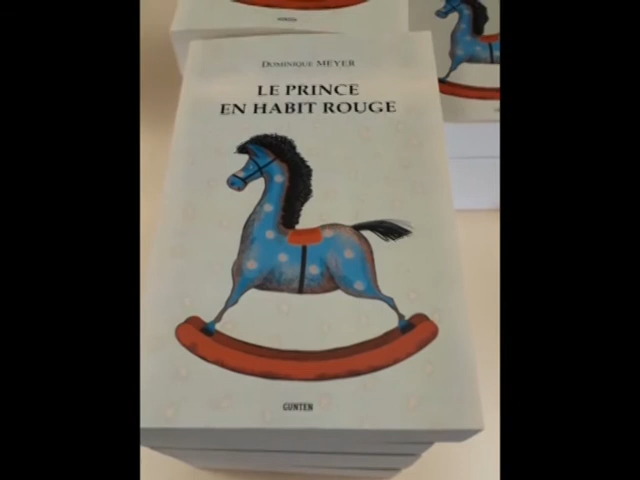 DOMINIQUE MEYER
LE PRINCE
EN HABIT ROUGE
GUNTEN